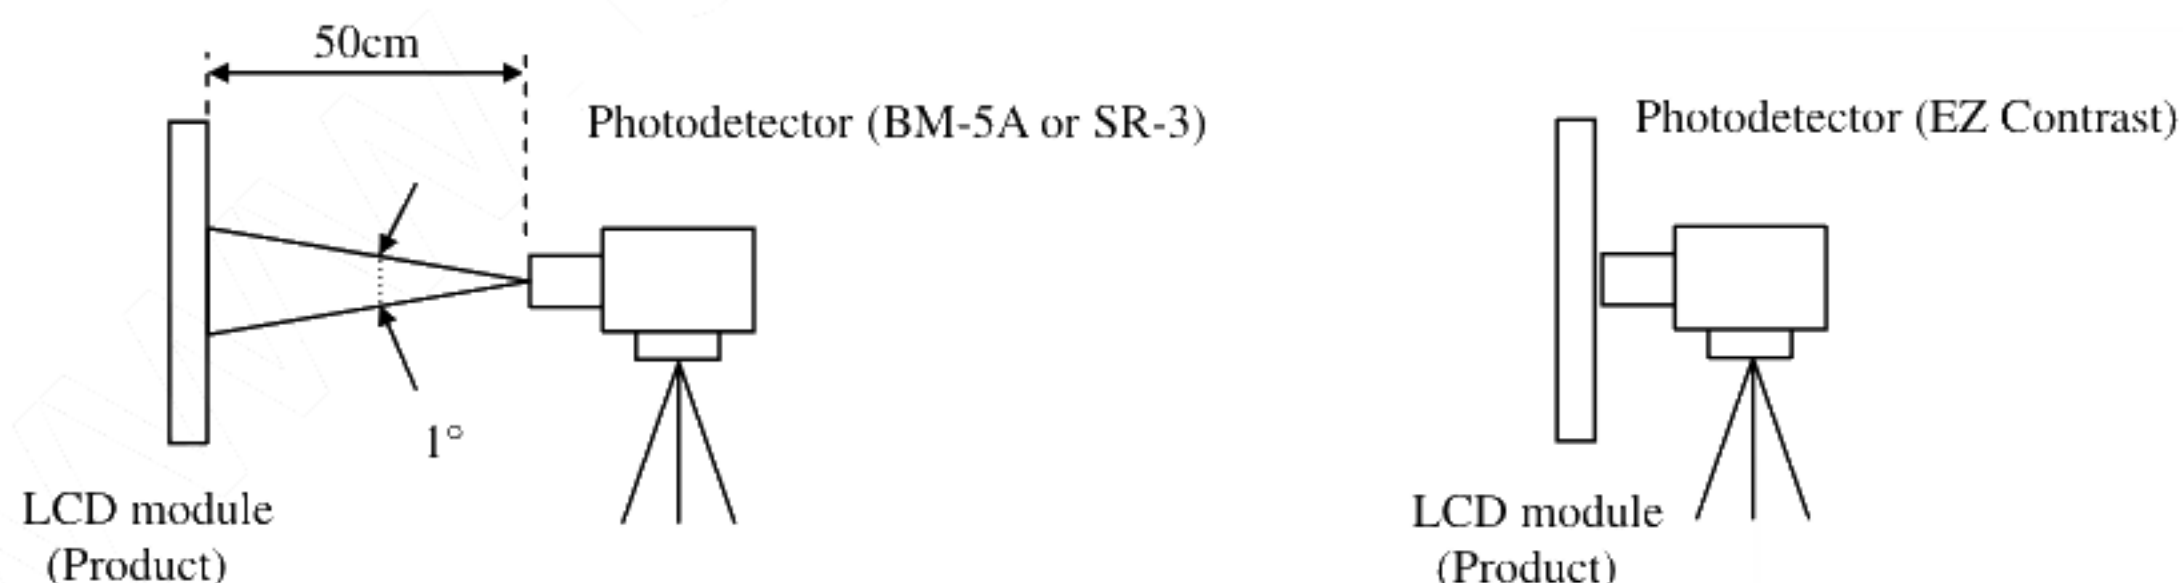 50cm
Photodetector (BM-5A or SR-3)
1°
LCD module
(Product)
Photodetector (EZ Contrast)
LCD module
(Product)